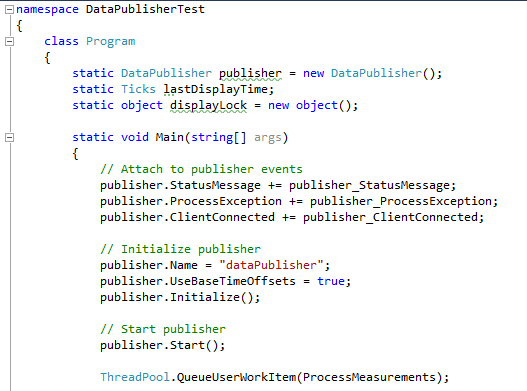 namespace DataPublisherTest
{
class Program
{
static DataPublisher publisher = new DataPublisher();
static Ticks lastDisplayTime;
static object displayLock = new object();
static void Main(string[] args)
{
// Attach to publisher events
publisher.StatusMessage += publisher_StatusMessage;
publisher.ProcessException += publisher_ProcessException;
publisher.ClientConnected += publisher_ClientConnected;
// Initialize publisher
publisher.Name = "dataPublisher";
publisher.UseBaseTimeOffsets = true;
publisher.Initialize();
// Start publisher
publisher.Start();
ThreadPool.QueueUserWorkItem(ProcessMeasurements);